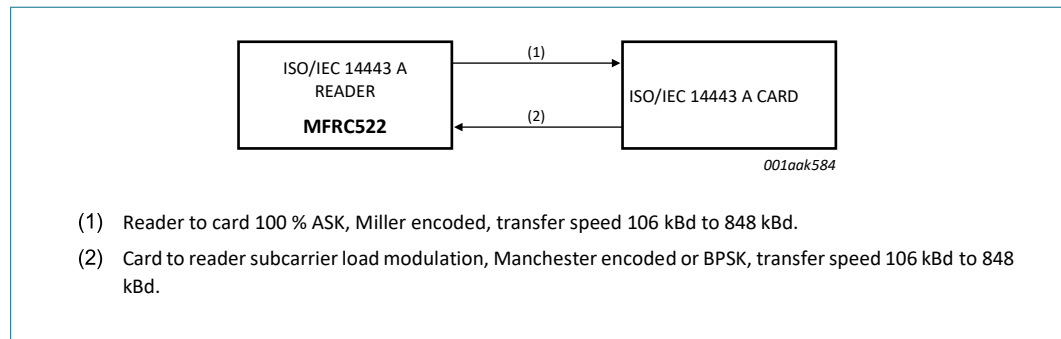 ISO/IEC 14443 A
READER
MFRC522
(1)
(2)
ISO/IEC 14443 A CARD
001aak584
(1) Reader to card 100 % ASK, Miller encoded, transfer speed 106 kBd to 848 kBd.
(2) Card to reader subcarrier load modulation, Manchester encoded or BPSK, transfer speed 106 kBd to 848
kBd.